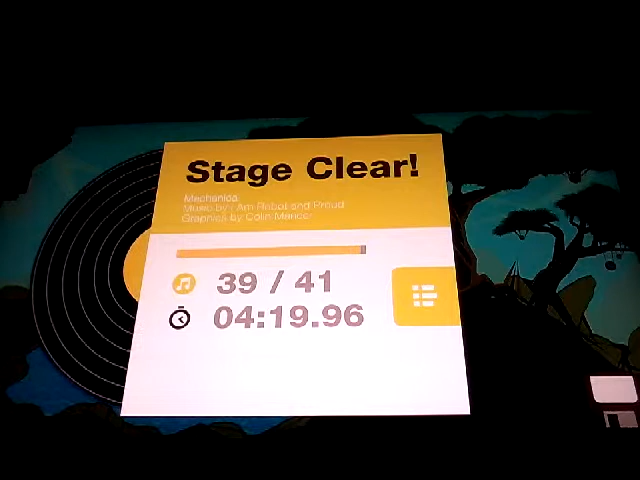 Stage Clear!
Mechanica
Music by I Am Robot and Proud
Graphics by Colin Mancer
39 / 41
04:19.96